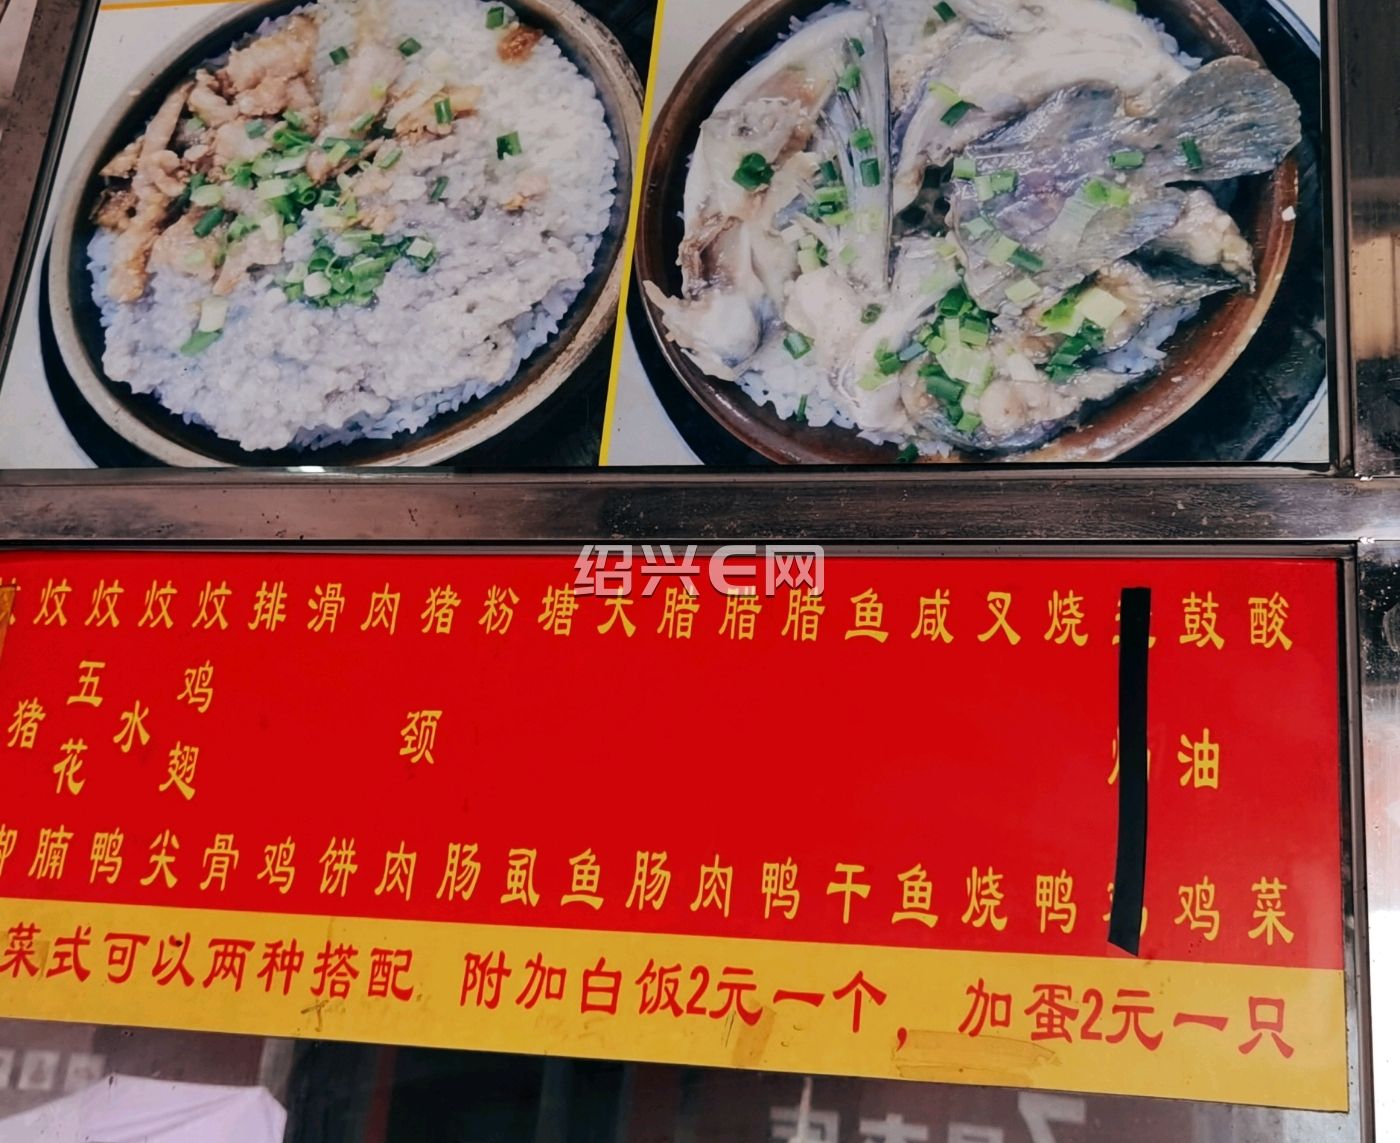 绍兴E网
炆猪脚
炆五花腩
炆水鸭
炆鸡翅尖
排骨
滑鸡
肉饼
猪颈肉
粉肠
塘虱
大鱼
腊肠
腊肉
腊鸭
鱼干
咸鱼
叉烧
烧鸭
鸡
鼓油鸡
酸菜
菜式可以两种搭配 附加白饭2元一个，加蛋2元一只